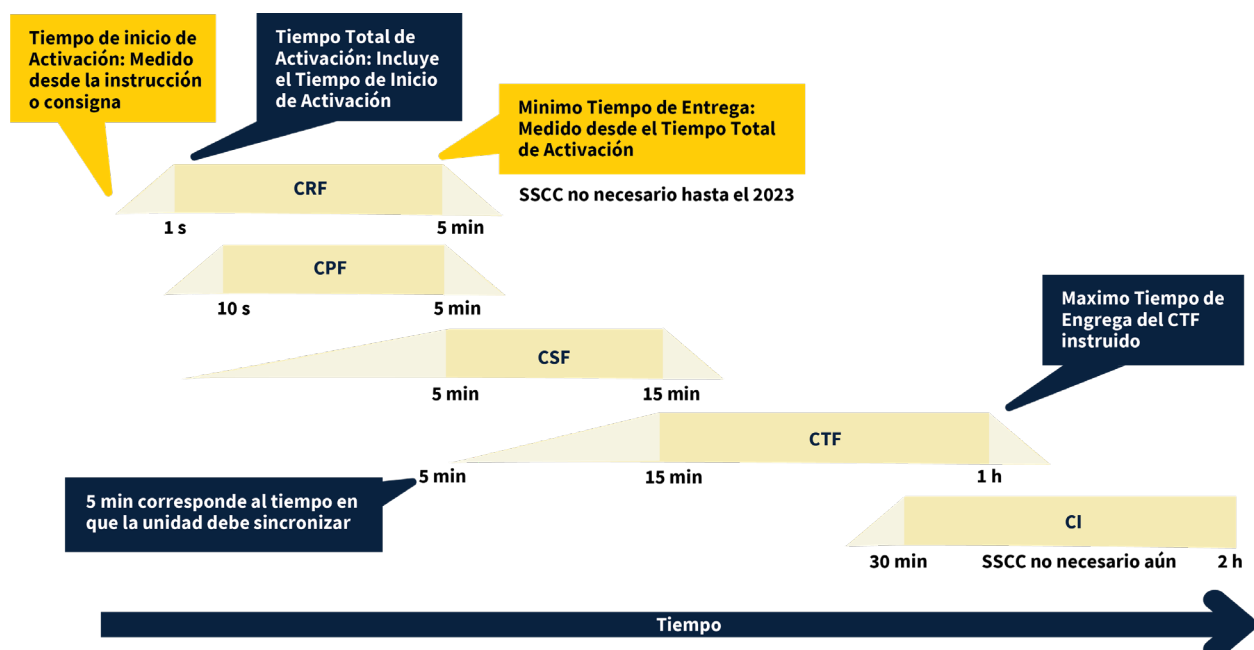 Tiempo de inicio de
Activación: Medido
desde la instrucción
o consigna
Tiempo Total de
Activación: Incluye
el Tiempo de Inicio
de Activación
Minimo Tiempo de Entrega:
Medido desde el Tiempo Total
de Activación
SSCC no necesario hasta el 2023
CRF
1 s
5 min
CPF
10 s
5 min
Maximo Tiempo de
Engrega del CTF
instruido
CSF
5 min
15 min
CTF
5 min
15 min
1 h
5 min corresponde al tiempo en
que la unidad debe sincronizar
CI
30 min
SSCC no necesario aún
2 h
Tiempo